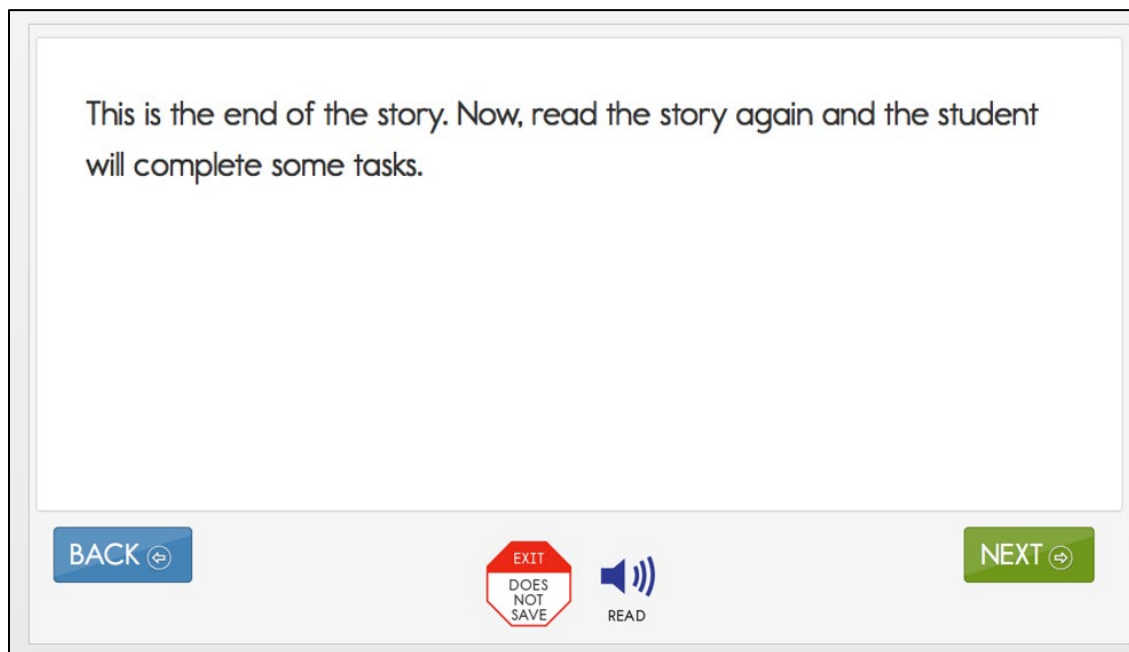 This is the end of the story. Now, read the story again and the student
will complete some tasks.
BACK
EXIT
DOES
NOT
SAVE
READ
NEXT